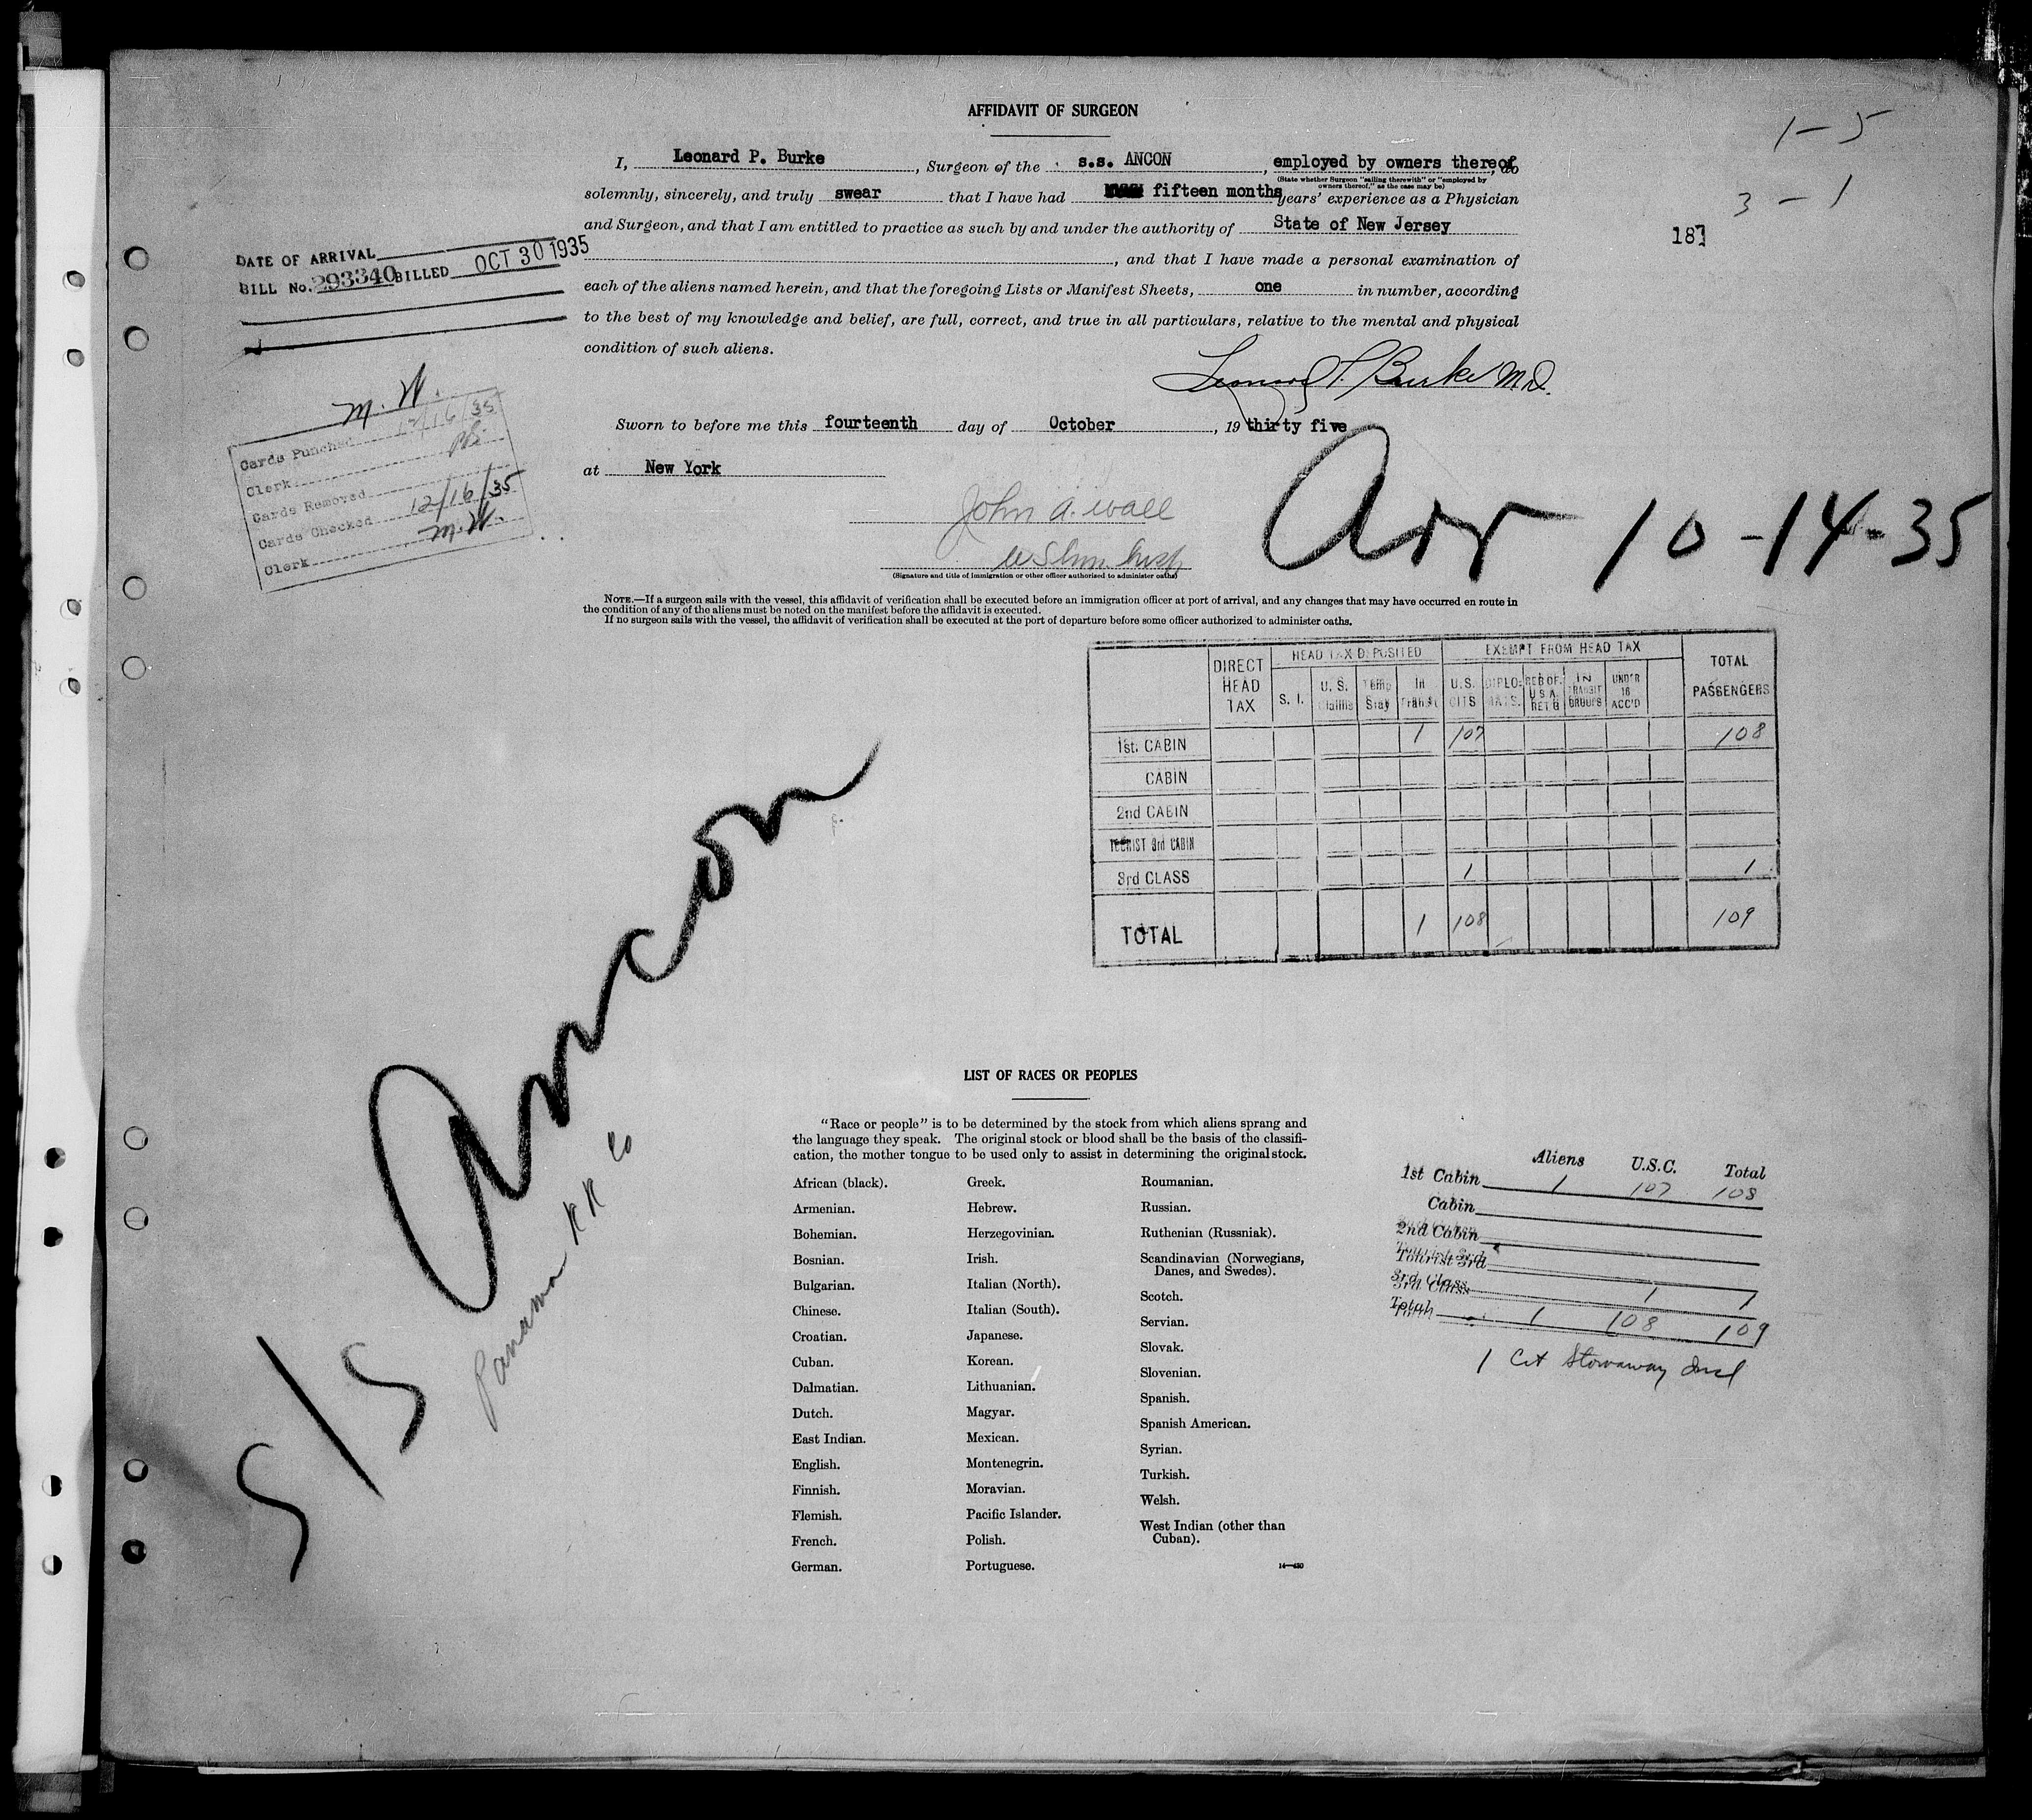 AFFIDAVIT OF SURGEON
1-5
3-1
187
I, Leonard P. Burke, Surgeon of the s.s. ANCON, employed by owners thereof, do
(State whether Surgeon "sailing therewith" or "employed by owners thereof," as the case may be)
solemnly, sincerely, and truly swear that I have had fifteen months years' experience as a Physician
and Surgeon, and that I am entitled to practice as such by and under the authority of State of New Jersey
, and that I have made a personal examination of
each of the aliens named herein, and that the foregoing Lists or Manifest Sheets, one in number, according
to the best of my knowledge and belief, are full, correct, and true in all particulars, relative to the mental and physical
condition of such aliens.
Leonard P. Burke M.D.
Sworn to before me this fourteenth day of October, 19 thirty five
at New York
John A. Wall
(Signature and title of immigration or other officer authorized to administer oaths)
DATE OF ARRIVAL
BILL No. 293340 BILLED OCT 30 1935
M. W.
Cards Punched 12/16/35
Clerk
Cards Removed
Cards Checked 12/16/35
Clerk M.W.
Arr 10-14-35
NOTE.—If a surgeon sails with the vessel, this affidavit of verification shall be executed before an immigration officer at port of arrival, and any changes that may have occurred en route in
the condition of any of the aliens must be noted on the manifest before the affidavit is executed.
If no surgeon sails with the vessel, the affidavit of verification shall be executed at the port of departure before some officer authorized to administer oaths.
DIRECT HEAD TAX
HEAD TAX DEPOSITED
EXEMPT FROM HEAD TAX
TOTAL PASSENGERS
S. I. U. S. Claims Temp Stay In Transit U.S. CITS DIPLO-MATS. RES OF U S A RET'G IN TRANSIT GROUPS UNDER 16 ACC'D
1st. CABIN 1 107 108
CABIN
2nd CABIN
TOURIST 3rd CABIN
3rd CLASS 1 1
TOTAL 1 108 109
S/S Ancon
Panama RR Co
LIST OF RACES OR PEOPLES
"Race or people" is to be determined by the stock from which aliens sprang and
the language they speak. The original stock or blood shall be the basis of the classifi-
cation, the mother tongue to be used only to assist in determining the original stock.
African (black).
Armenian.
Bohemian.
Bosnian.
Bulgarian.
Chinese.
Croatian.
Cuban.
Dalmatian.
Dutch.
East Indian.
English.
Finnish.
Flemish.
French.
German.
Greek.
Hebrew.
Herzegovinian.
Irish.
Italian (North).
Italian (South).
Japanese.
Korean.
Lithuanian.
Magyar.
Mexican.
Montenegrin.
Moravian.
Pacific Islander.
Polish.
Portuguese.
Roumanian.
Russian.
Ruthenian (Russniak).
Scandinavian (Norwegians,
Danes, and Swedes).
Scotch.
Servian.
Slovak.
Slovenian.
Spanish.
Spanish American.
Syrian.
Turkish.
Welsh.
West Indian (other than
Cuban).
14—430
Aliens U.S.C. Total
1st Cabin 1 107 108
Cabin
2nd Cabin
Tourist 3rd
3rd Class 1 1
Total 1 108 109
1 Cit Stowaway Incl